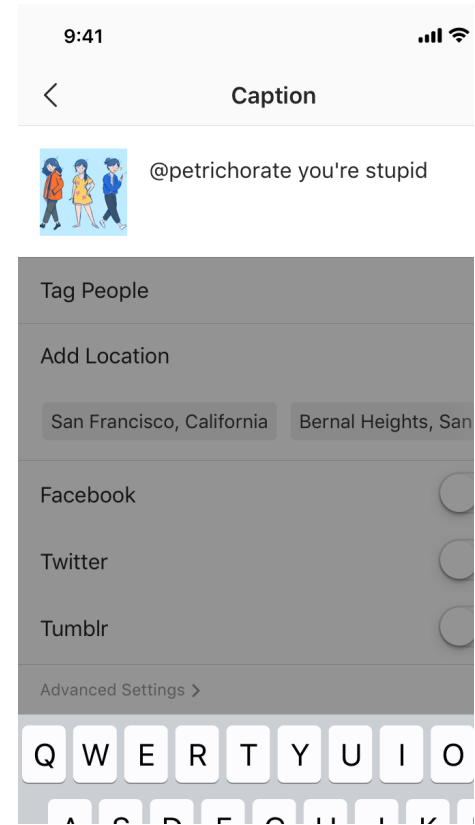 9:41
Caption
@petrichorate you're stupid
Tag People
Add Location
San Francisco, California Bernal Heights, San
Facebook
Twitter
Tumblr
Advanced Settings >
Q W E R T Y U I O
A S D F G H J K